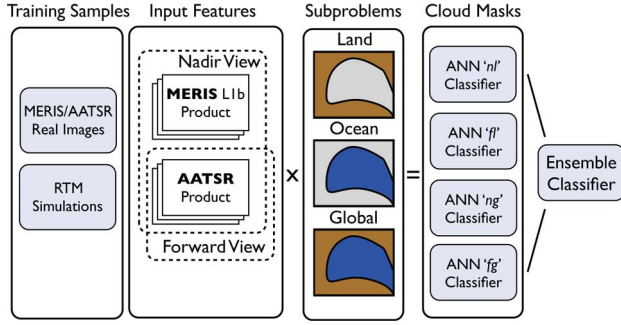 Training Samples
Input Features
Subproblems
Cloud Masks
MERIS/AATSR
Real Images
RTM
Simulations
Nadir View
MERIS L1b
Product
AATSR
Product
Forward View
x
Land
Ocean
Global
=
ANN 'nl'
Classifier
ANN 'fl'
Classifier
ANN 'ng'
Classifier
ANN 'fg'
Classifier
Ensemble
Classifier